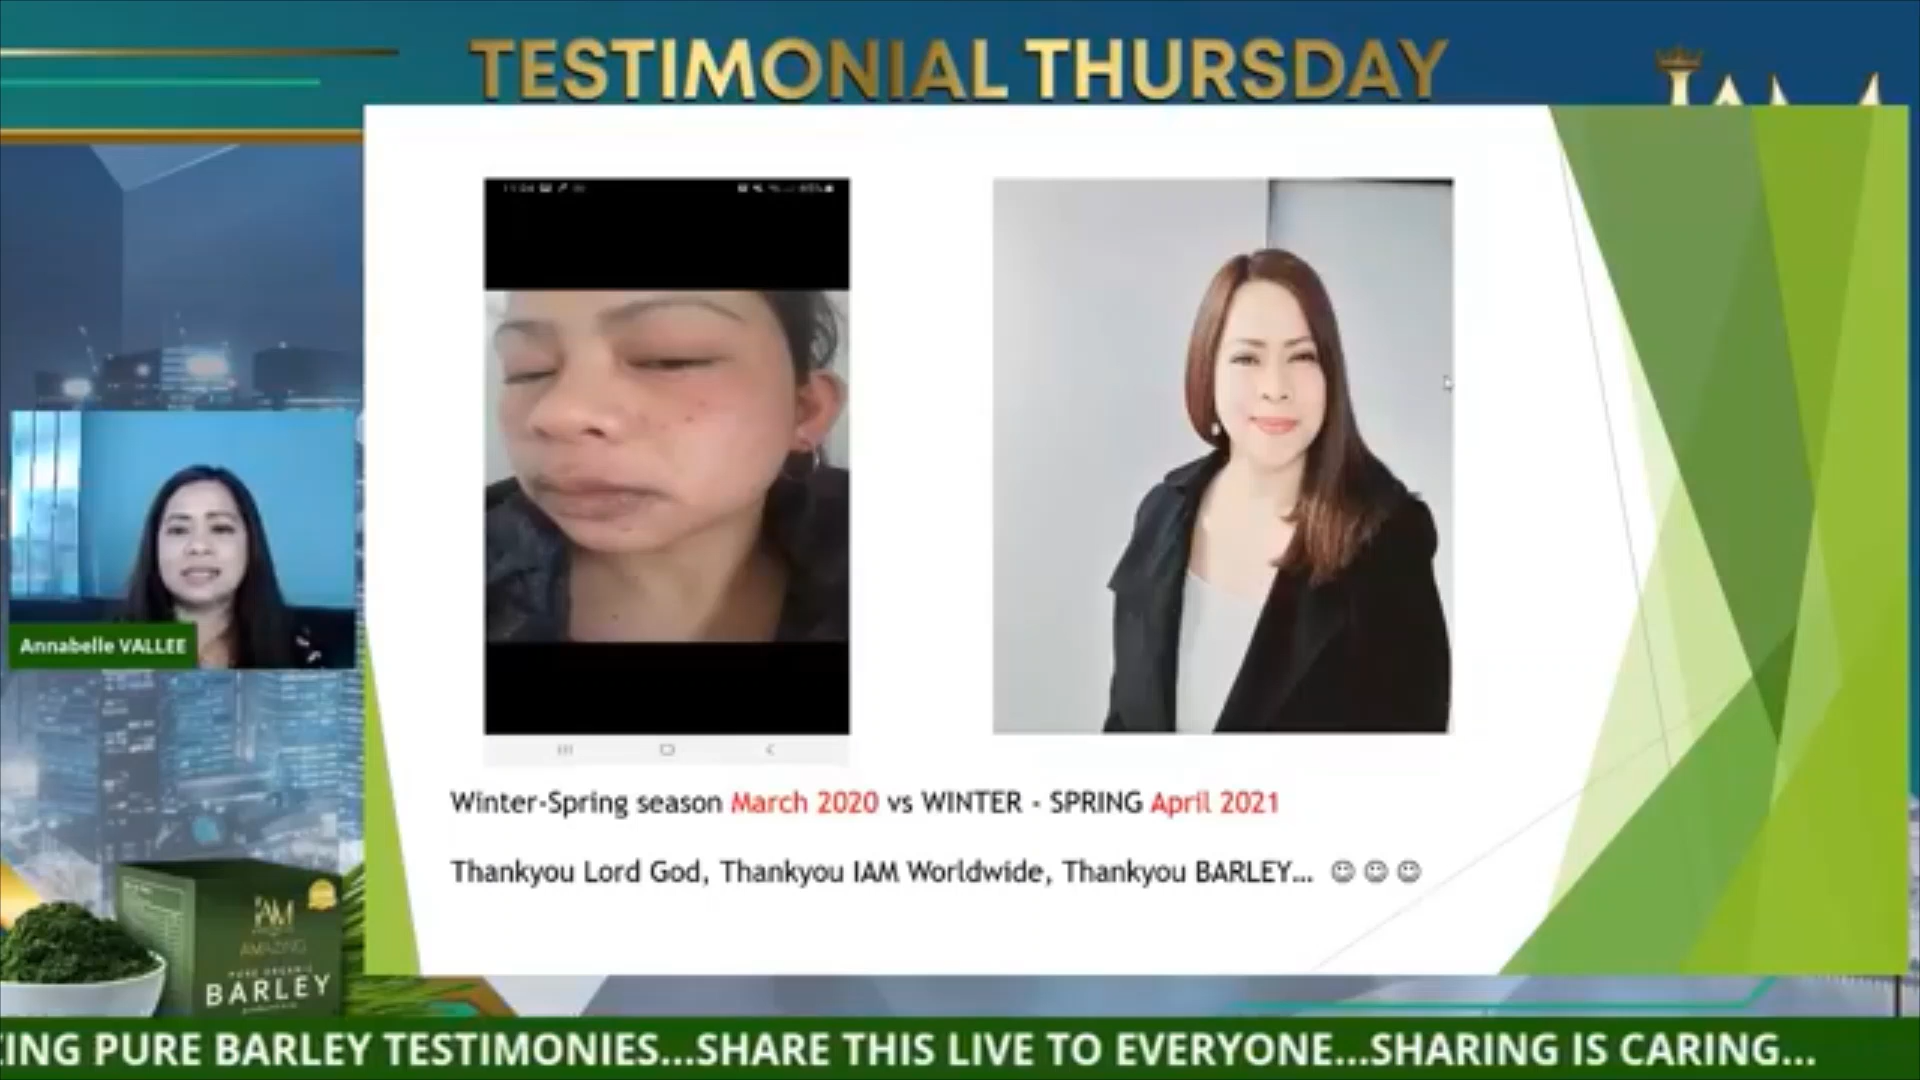 TESTIMONIAL THURSDAY
IAM
Annabelle VALLEE
Winter-Spring season March 2020 vs WINTER - SPRING April 2021
Thankyou Lord God, Thankyou IAM Worldwide, Thankyou BARLEY... ☺☺☺
IAM
AMAZING
PURE ORGANIC
BARLEY
ING PURE BARLEY TESTIMONIES...SHARE THIS LIVE TO EVERYONE...SHARING IS CARING...